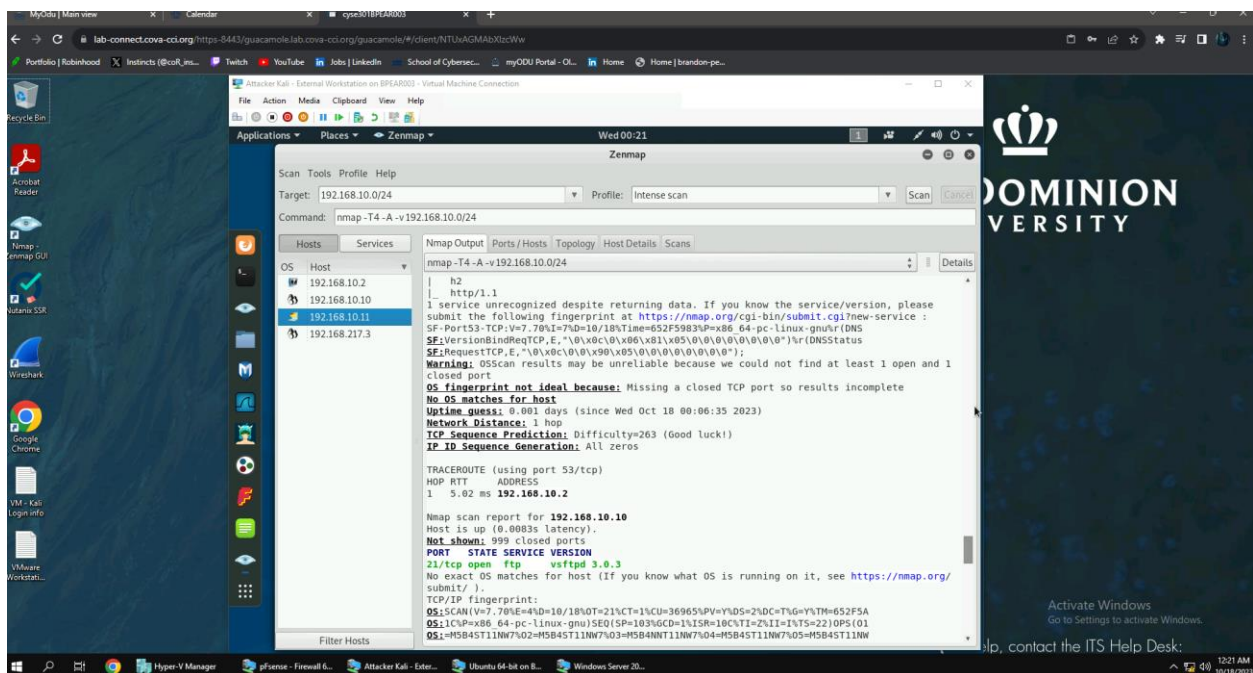 MyOdu | Main view
Calendar
cyse301BPEAR003
lab-connect.cova-cci.org/https-8443/guacamole.lab.cova-cci.org/guacamole/#/client/NTUxAGMAbXlzcWw
Portfolio | Robinhood
Instincts (@coR_ins...
Twitch
YouTube
in Jobs | LinkedIn
School of Cybersec...
myODU Portal - Ol...
Home
Home | brandon-pe...
Recycle Bin
Acrobat
Reader
Nmap -
Zenmap GUI
Nutanix SSR
Wireshark
Google
Chrome
VM - Kali
Login info
VMware
Workstati...
Attacker Kali - External Workstation on BPEAR003 - Virtual Machine Connection
File Action Media Clipboard View Help
Applications Places Zenmap Wed 00:21 1
Zenmap
Scan Tools Profile Help
Target: 192.168.10.0/24 Profile: Intense scan Scan Cancel
Command: nmap -T4 -A -v 192.168.10.0/24
Hosts Services Nmap Output Ports / Hosts Topology Host Details Scans
OS Host
192.168.10.2
192.168.10.10
192.168.10.11
192.168.217.3
Filter Hosts
nmap -T4 -A -v 192.168.10.0/24 Details
| h2
|_ http/1.1
1 service unrecognized despite returning data. If you know the service/version, please
submit the following fingerprint at https://nmap.org/cgi-bin/submit.cgi?new-service :
SF-Port53-TCP:V=7.70%I=7%D=10/18%Time=652F5983%P=x86_64-pc-linux-gnu%r(DNS
SF:VersionBindReqTCP,E,"\0\x0c\0\x06\x81\x05\0\0\0\0\0\0\0\0")%r(DNSStatus
SF:RequestTCP,E,"\0\x0c\0\0\x90\x05\0\0\0\0\0\0\0\0");
Warning: OSScan results may be unreliable because we could not find at least 1 open and 1
closed port
OS fingerprint not ideal because: Missing a closed TCP port so results incomplete
No OS matches for host
Uptime guess: 0.001 days (since Wed Oct 18 00:06:35 2023)
Network Distance: 1 hop
TCP Sequence Prediction: Difficulty=263 (Good luck!)
IP ID Sequence Generation: All zeros
TRACEROUTE (using port 53/tcp)
HOP RTT ADDRESS
1 5.02 ms 192.168.10.2
Nmap scan report for 192.168.10.10
Host is up (0.0083s latency).
Not shown: 999 closed ports
PORT STATE SERVICE VERSION
21/tcp open ftp vsftpd 3.0.3
No exact OS matches for host (If you know what OS is running on it, see https://nmap.org/
submit/ ).
TCP/IP fingerprint:
OS:SCAN(V=7.70%E=4%D=10/18%OT=21%CT=1%CU=36965%PV=Y%DS=2%DC=T%G=Y%TM=652F5A
OS:1C%P=x86_64-pc-linux-gnu)SEQ(SP=103%GCD=1%ISR=10C%TI=Z%II=I%TS=22)OPS(O1
OS:=M5B4ST11NW7%O2=M5B4ST11NW7%O3=M5B4NNT11NW7%O4=M5B4ST11NW7%O5=M5B4ST11NW
DOMINION
VERSITY
Activate Windows
Go to Settings to activate Windows.
elp, contact the ITS Help Desk:
Hyper-V Manager
pfSense - Firewall 6...
Attacker Kali - Exter...
Ubuntu 64-bit on B...
Windows Server 20...
12:21 AM
10/18/2023